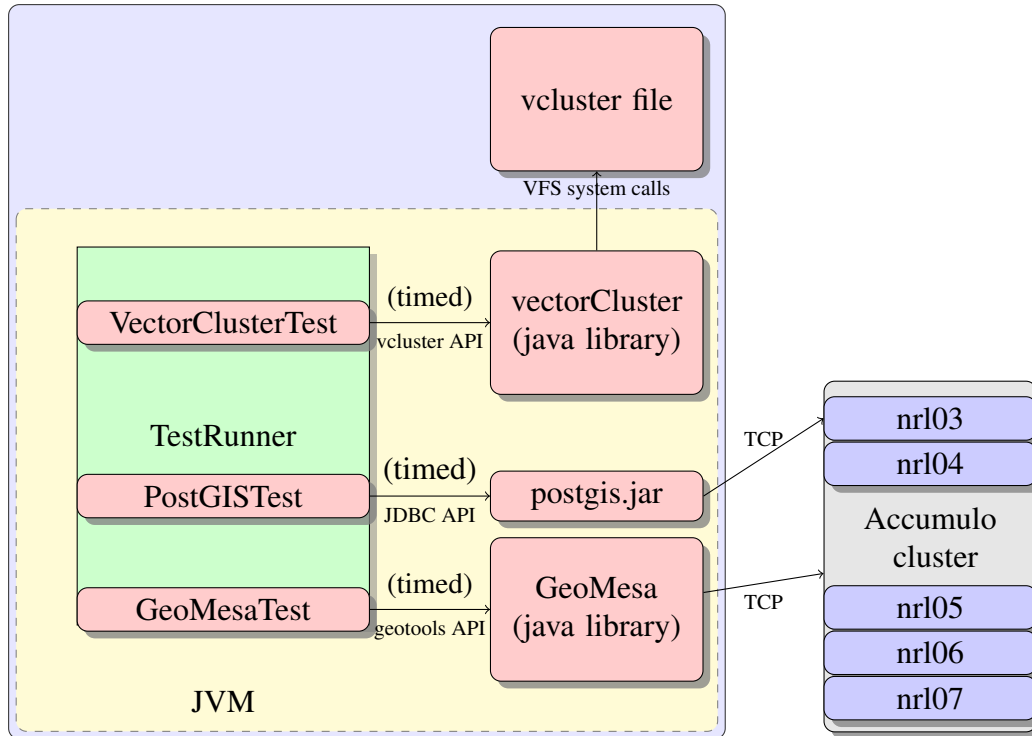 vcluster file
VFS system calls
VectorClusterTest
(timed)
vcluster API
vectorCluster
(java library)
TestRunner
PostGISTest
(timed)
JDBC API
postgis.jar
TCP
GeoMesaTest
(timed)
geotools API
GeoMesa
(java library)
TCP
JVM
nrl03
nrl04
Accumulo
cluster
nrl05
nrl06
nrl07